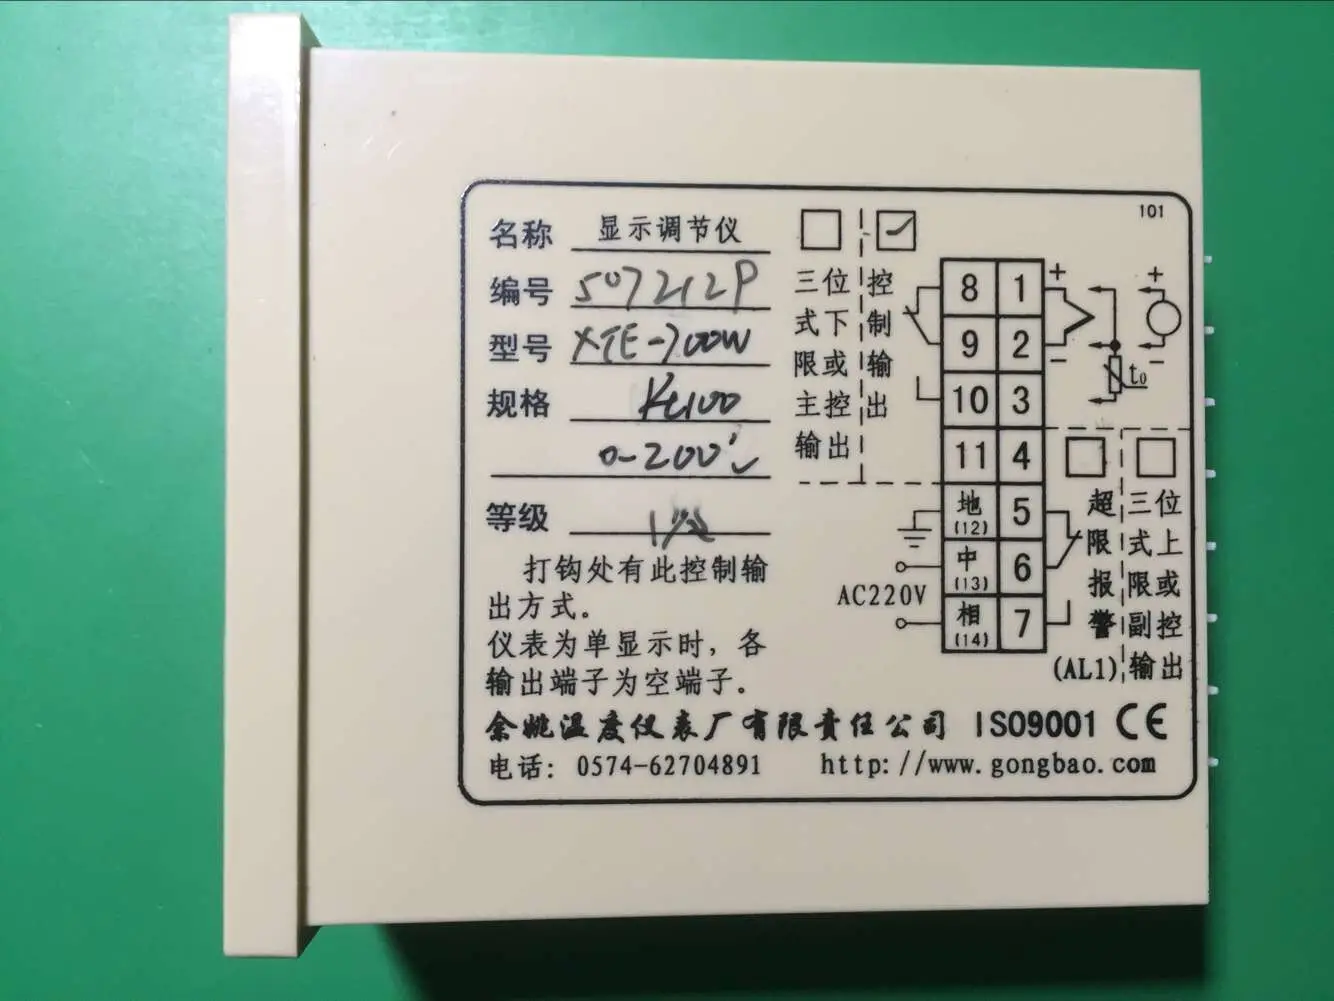 101
名称 显示调节仪
编号 507212P
型号 XTE-700W
规格 Pt100
0-200℃
等级 1级
打钩处有此控制输
出方式。
仪表为单显示时，各
输出端子为空端子。
三位
式下
限或
主控
输出
控
制
输
出
8 1 + +
9 2 - -
t₀
10 3
11 4
地 (12) 5
中 (13) 6
相 (14) 7
AC220V
超
限
报
警
(AL1)
三位
式上
限或
副控
输出
余姚温度仪表厂有限责任公司 ISO9001 CE
电话: 0574-62704891 http://www.gongbao.com